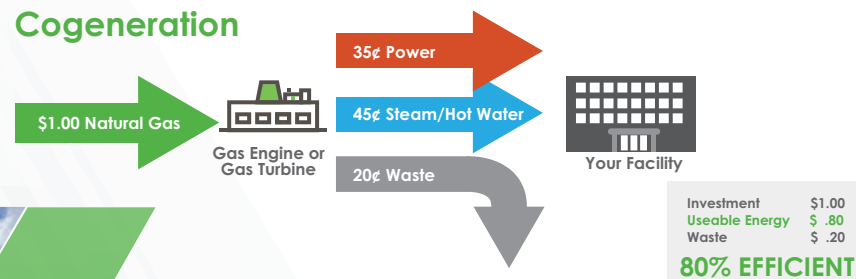 Cogeneration
35¢ Power
$1.00 Natural Gas
45¢ Steam/Hot Water
Gas Engine or
Gas Turbine
20¢ Waste
Your Facility
Investment $1.00
Useable Energy $ .80
Waste $ .20
80% EFFICIENT